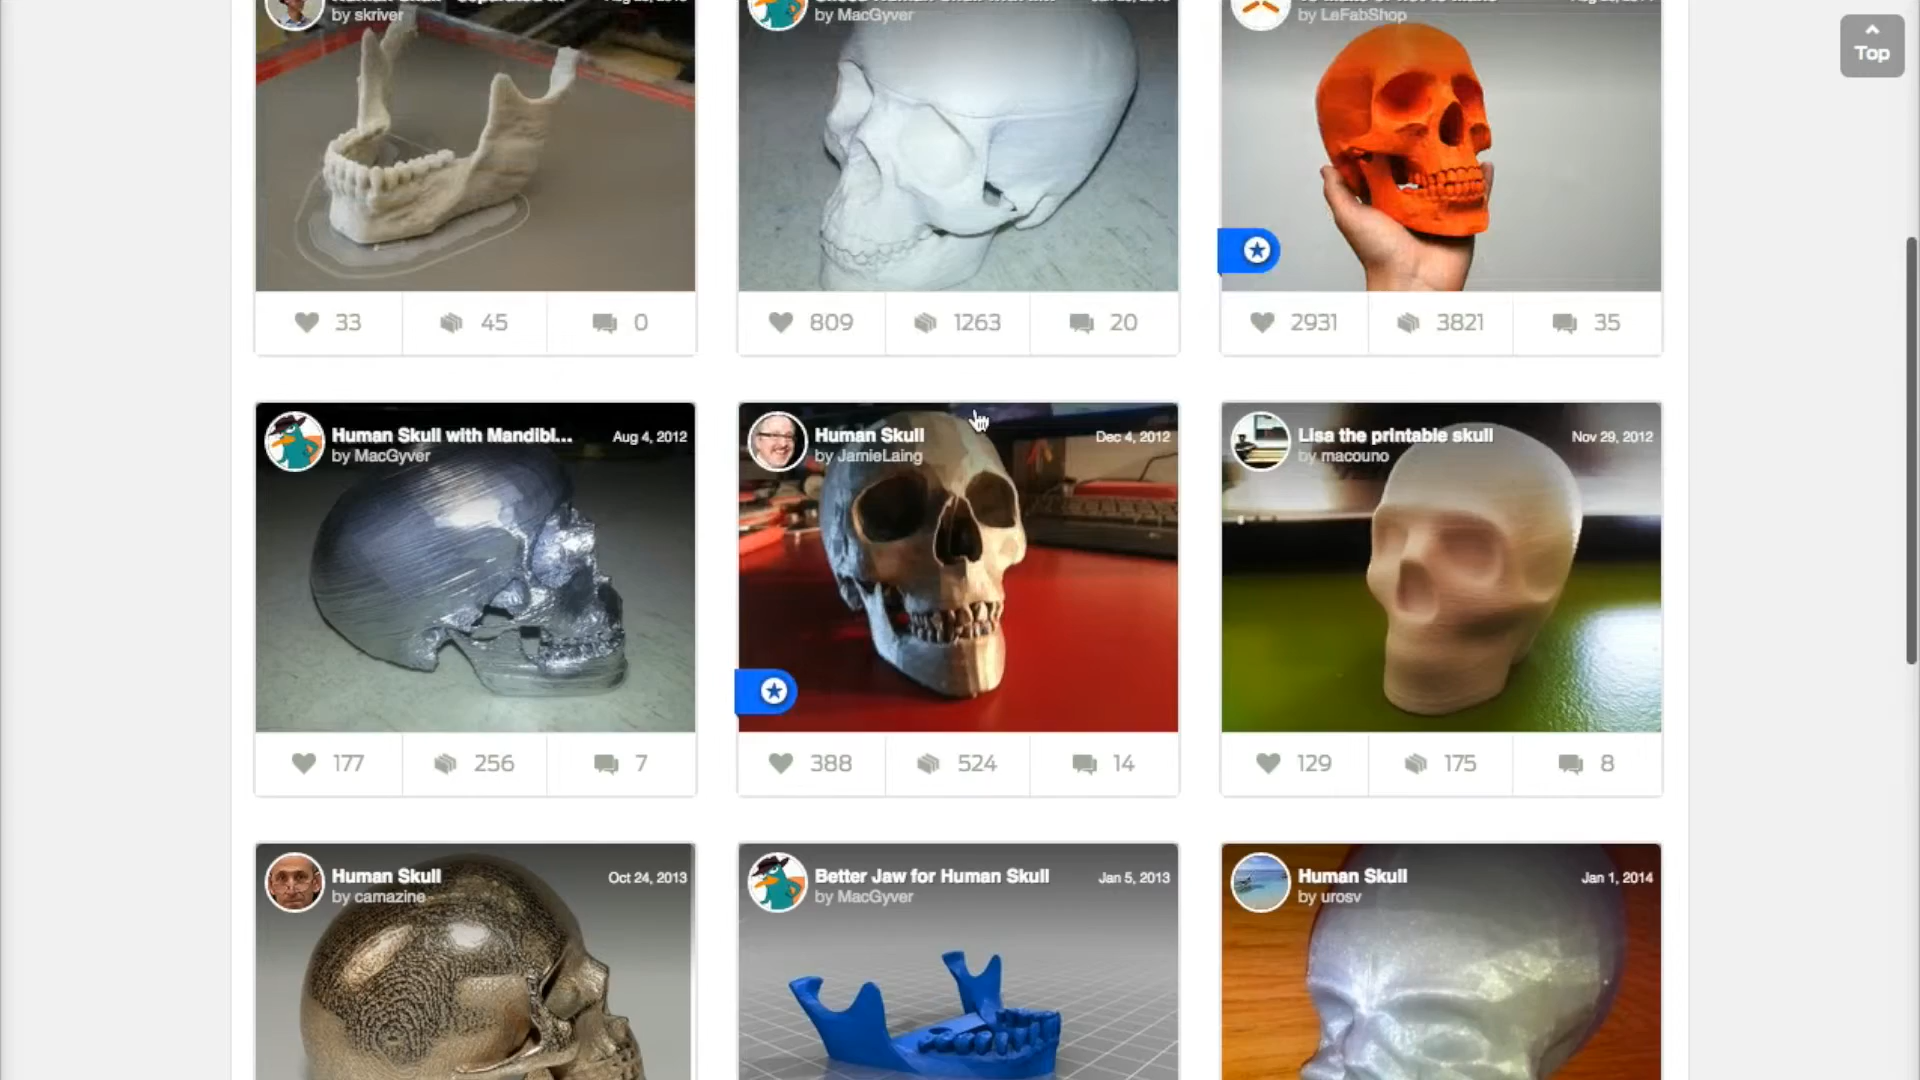 by skriver
by MacGyver
by LeFabShop
Top
33
45
0
809
1263
20
2931
3821
35
Human Skull with Mandibl...
Aug 4, 2012
by MacGyver
Human Skull
Dec 4, 2012
by JamieLaing
Lisa the printable skull
Nov 29, 2012
by macouno
177
256
7
388
524
14
129
175
8
Human Skull
Oct 24, 2013
by camazine
Better Jaw for Human Skull
Jan 5, 2013
by MacGyver
Human Skull
Jan 1, 2014
by urosv